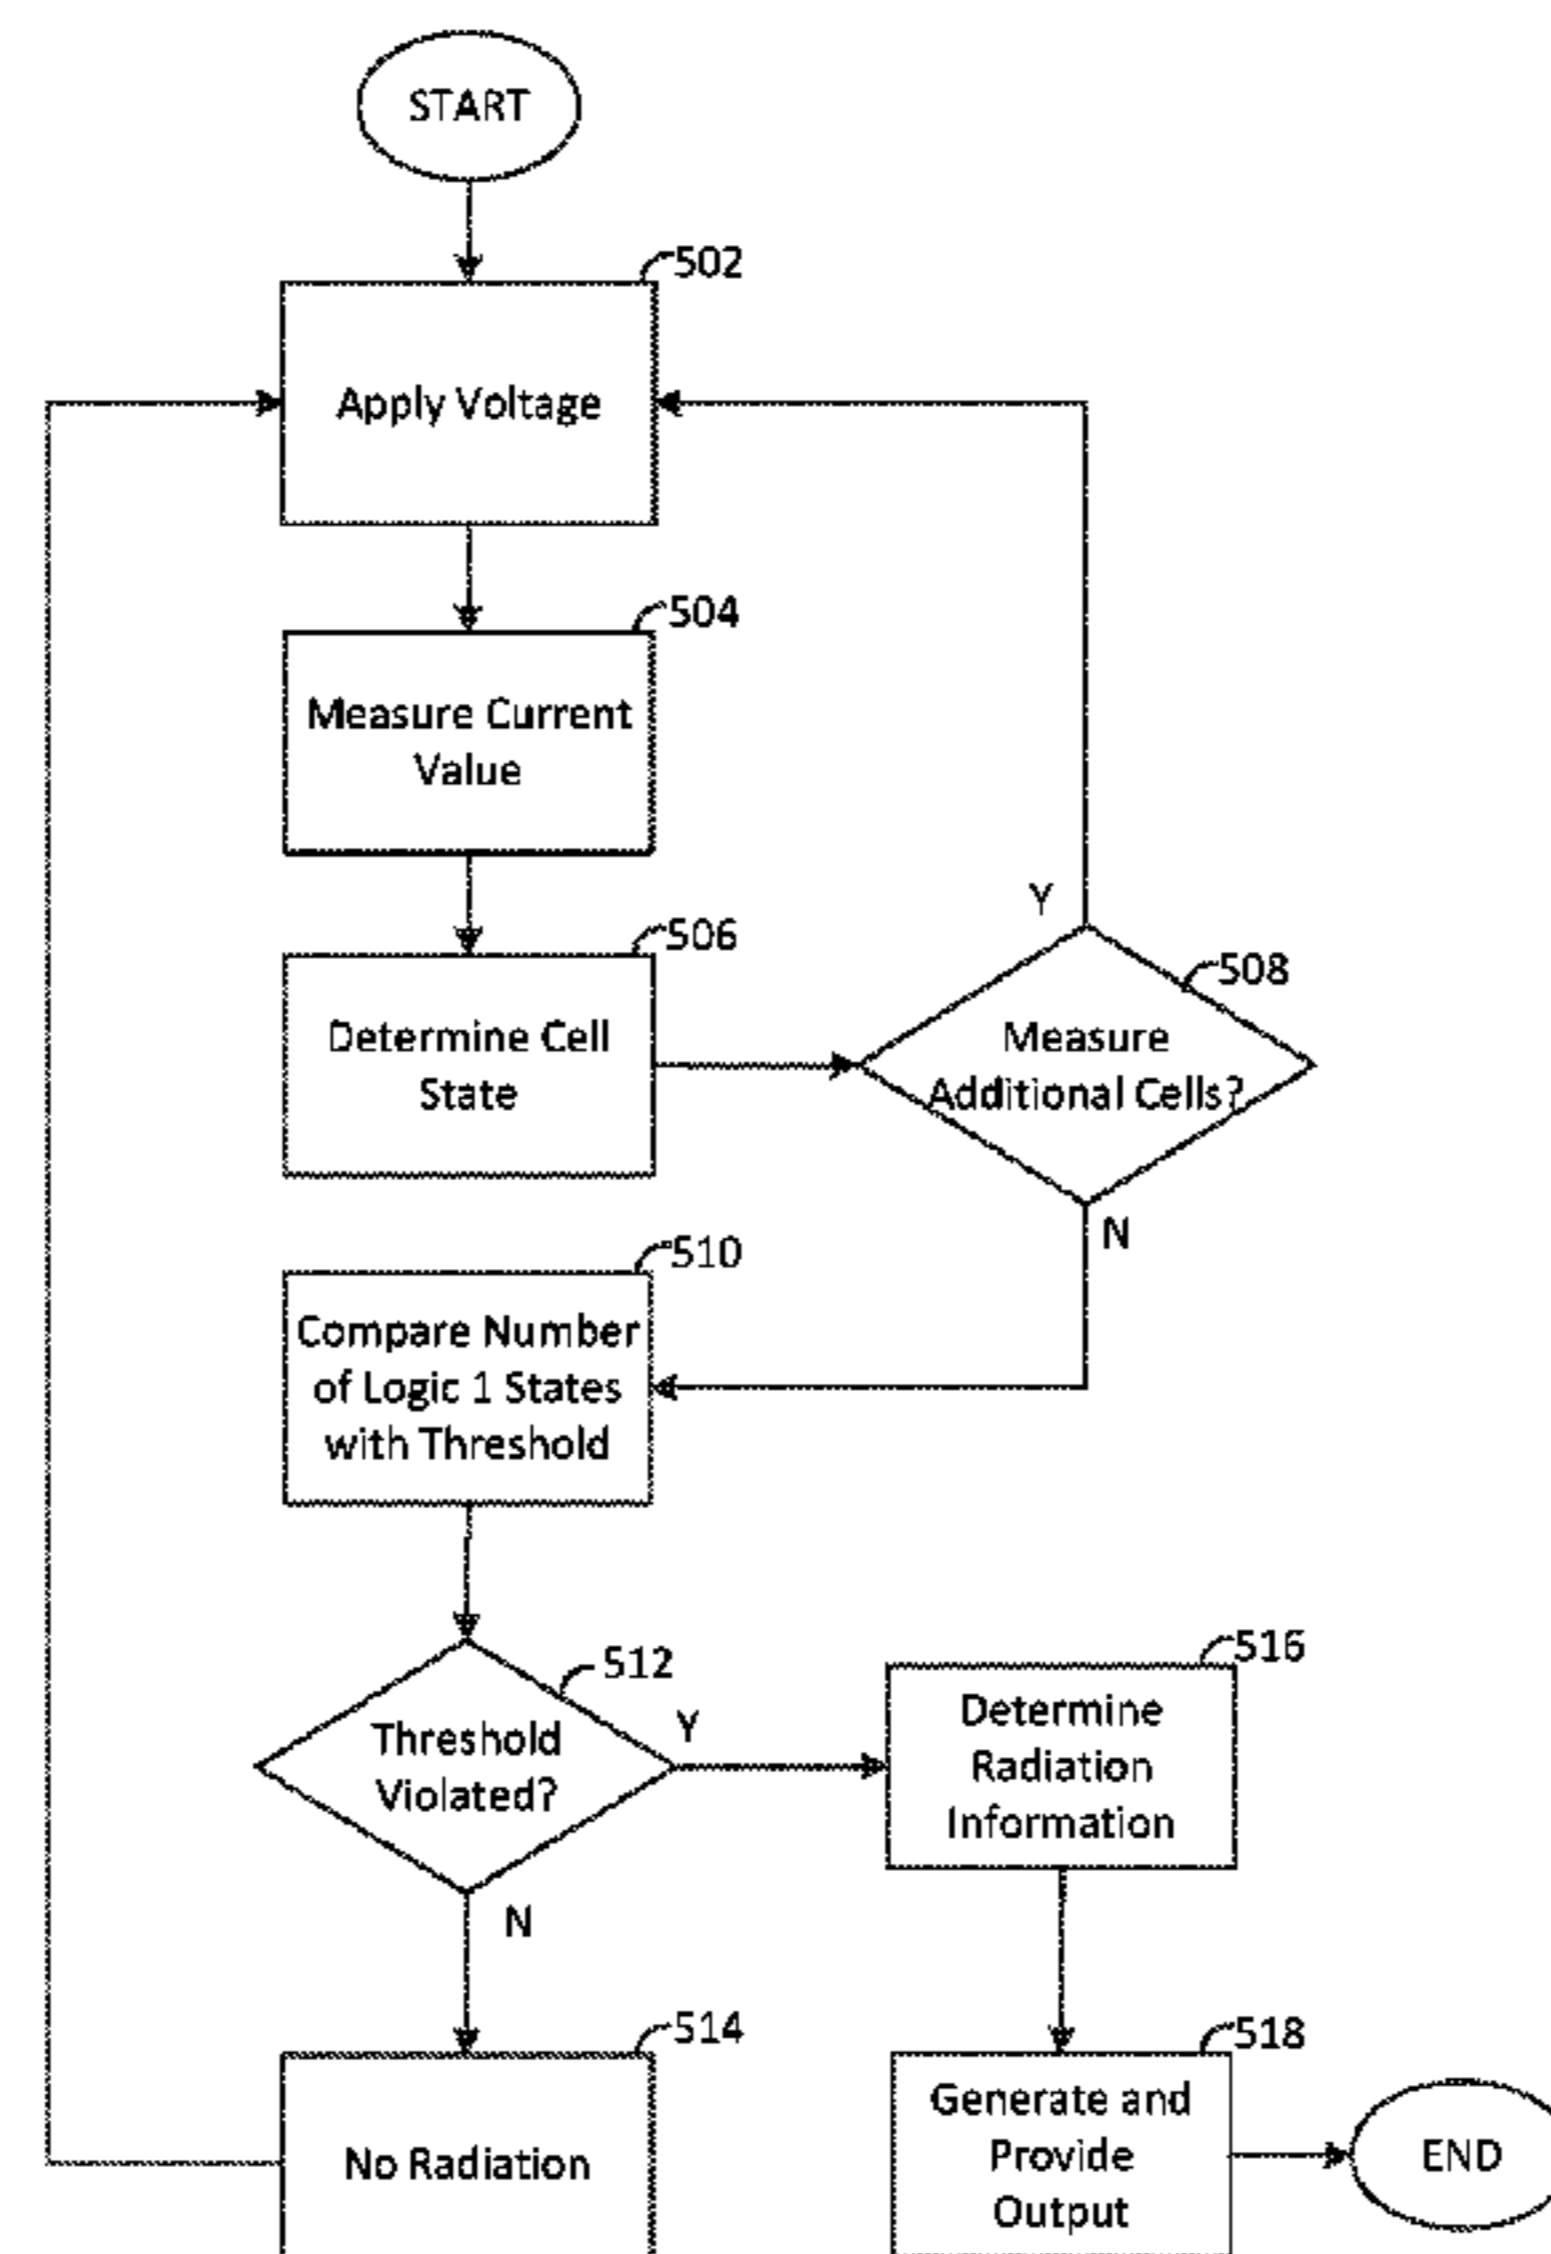 START
502
Apply Voltage
504
Measure Current
Value
506
Determine Cell
State
Y
508
Measure
Additional Cells?
N
510
Compare Number
of Logic 1 States
with Threshold
512
Threshold
Violated?
Y
N
516
Determine
Radiation
Information
514
No Radiation
518
Generate and
Provide
Output
END